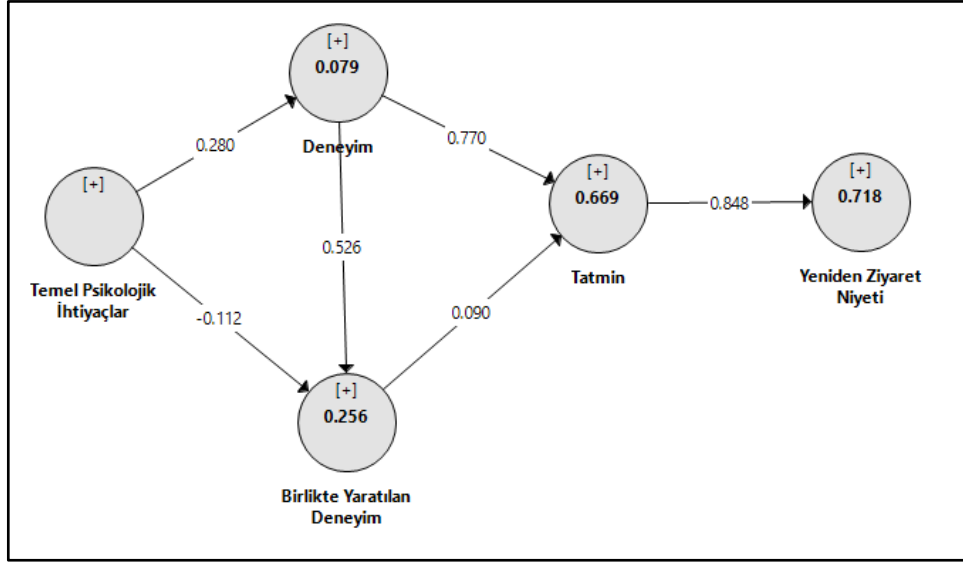 [+]
0.079
Deneyim
0.280
0.770
[+]
Temel Psikolojik
İhtiyaçlar
[+]
0.669
Tatmin
0.848
[+]
0.718
Yeniden Ziyaret
Niyeti
0.526
-0.112
0.090
[+]
0.256
Birlikte Yaratılan
Deneyim